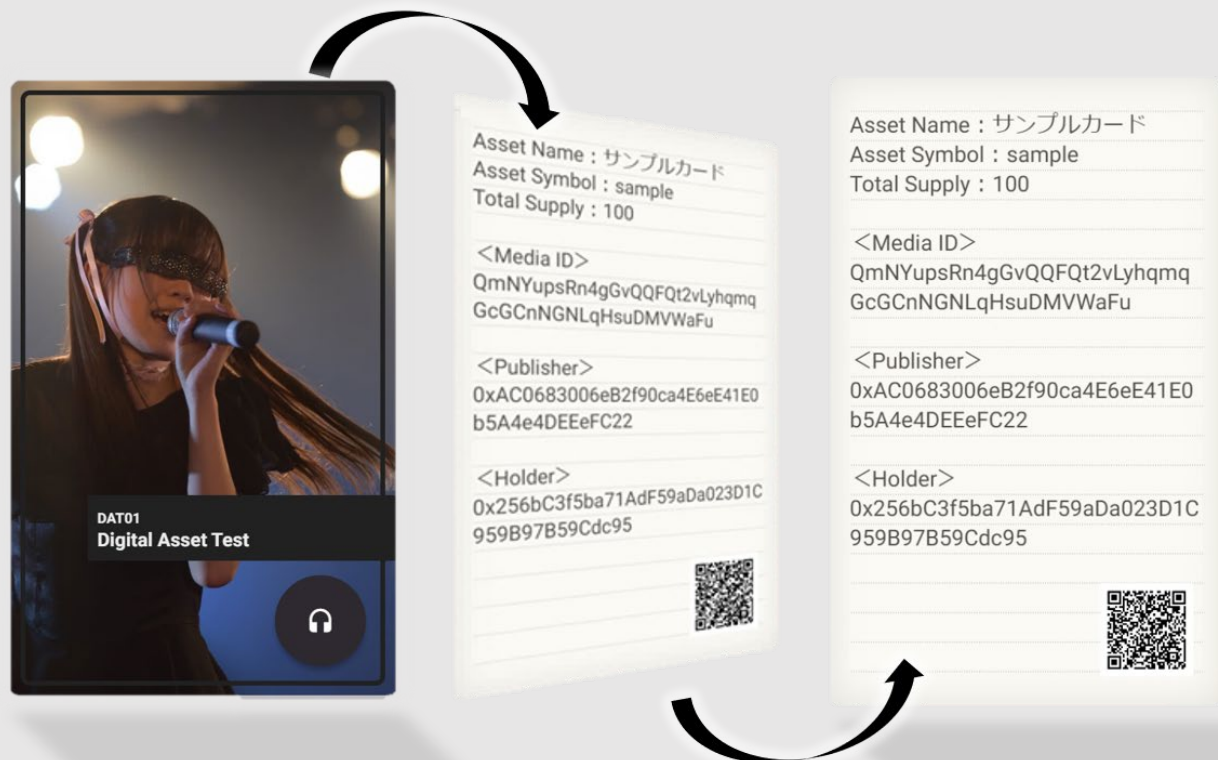 DAT01
Digital Asset Test
Asset Name：サンプルカード
Asset Symbol：sample
Total Supply：100
＜Media ID＞
QmNYupsRn4gGvQQFQt2vLyhqmq
GcGCnNGNLqHsuDMVWaFu
＜Publisher＞
0xAC0683006eB2f90ca4E6eE41E0
b5A4e4DEEeFC22
＜Holder＞
0x256bC3f5ba71AdF59aDa023D1C
959B97B59Cdc95
Asset Name：サンプルカード
Asset Symbol：sample
Total Supply：100
＜Media ID＞
QmNYupsRn4gGvQQFQt2vLyhqmq
GcGCnNGNLqHsuDMVWaFu
＜Publisher＞
0xAC0683006eB2f90ca4E6eE41E0
b5A4e4DEEeFC22
＜Holder＞
0x256bC3f5ba71AdF59aDa023D1C
959B97B59Cdc95